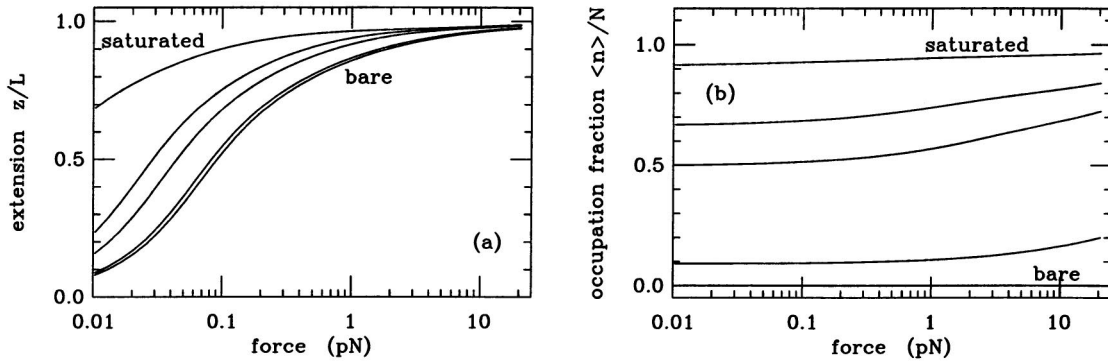 1.0
saturated
bare
0.5
(a)
0.0
0.01
0.1
1
10
extension z/L
force (pN)
1.0
saturated
(b)
0.5
bare
0.0
0.01
0.1
1
10
occupation fraction <n>/N
force (pN)